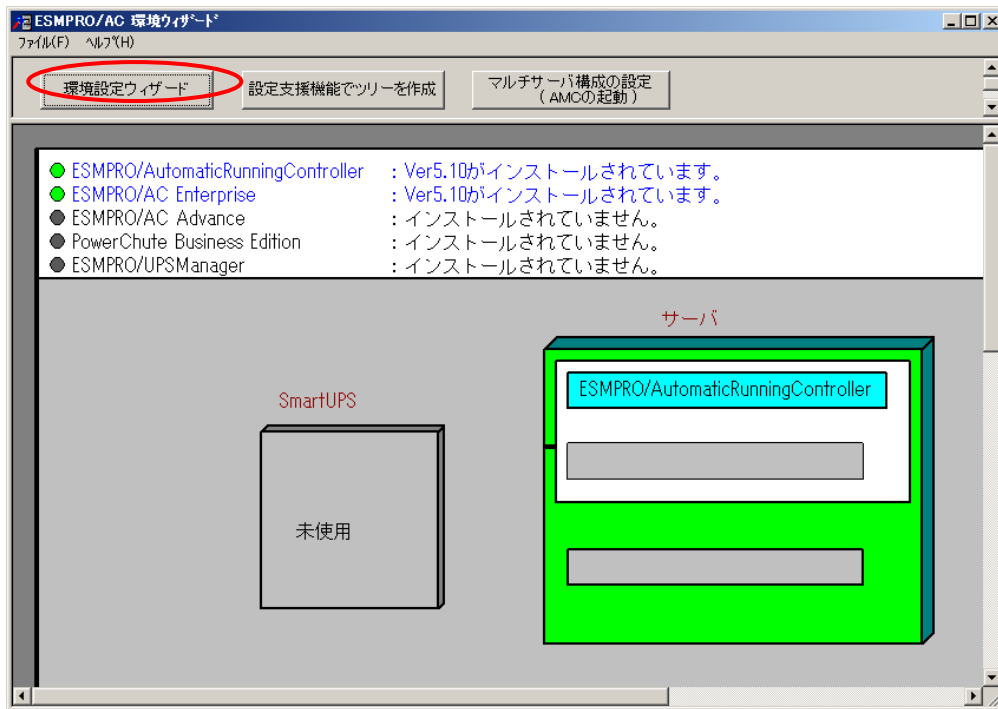 ESMPRO/AC 環境ｳｨｻﾞｰﾄﾞ
ﾌｧｲﾙ(F) ﾍﾙﾌﾟ(H)
環境設定ウィザード 設定支援機能でツリーを作成 マルチサーバ構成の設定
（AMCの起動）
ESMPRO/AutomaticRunningController ：Ver5.10がインストールされています。
ESMPRO/AC Enterprise ：Ver5.10がインストールされています。
ESMPRO/AC Advance ：インストールされていません。
PowerChute Business Edition ：インストールされていません。
ESMPRO/UPSManager ：インストールされていません。
サーバ
ESMPRO/AutomaticRunningController
SmartUPS
未使用